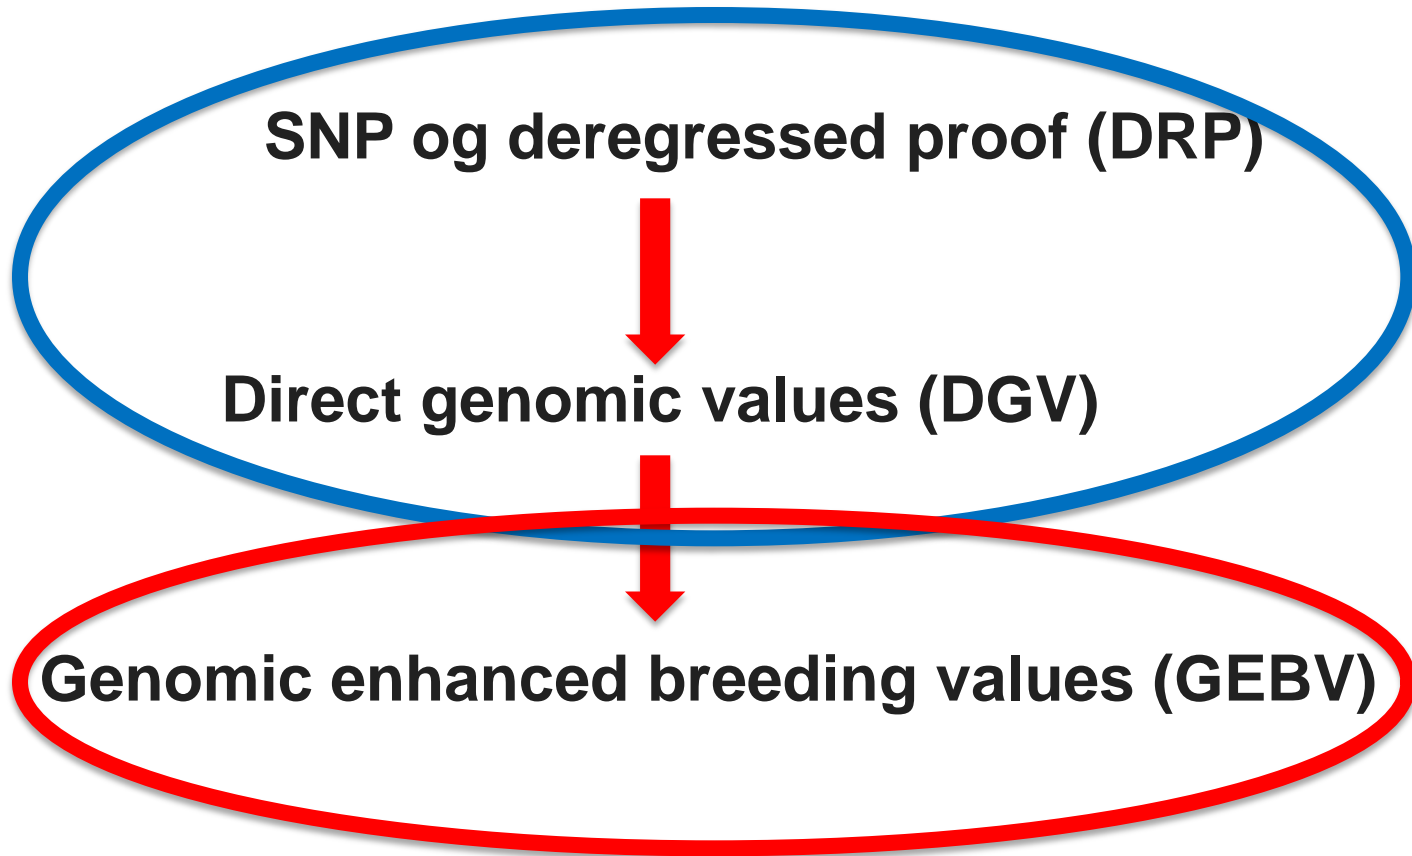 SNP og deregressed proof (DRP)
Direct genomic values (DGV)
Genomic enhanced breeding values (GEBV)